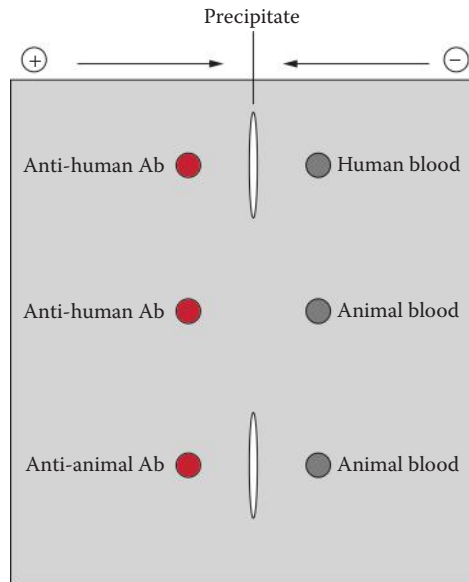 Precipitate
+ −
Anti-human Ab Human blood
Anti-human Ab Animal blood
Anti-animal Ab Animal blood